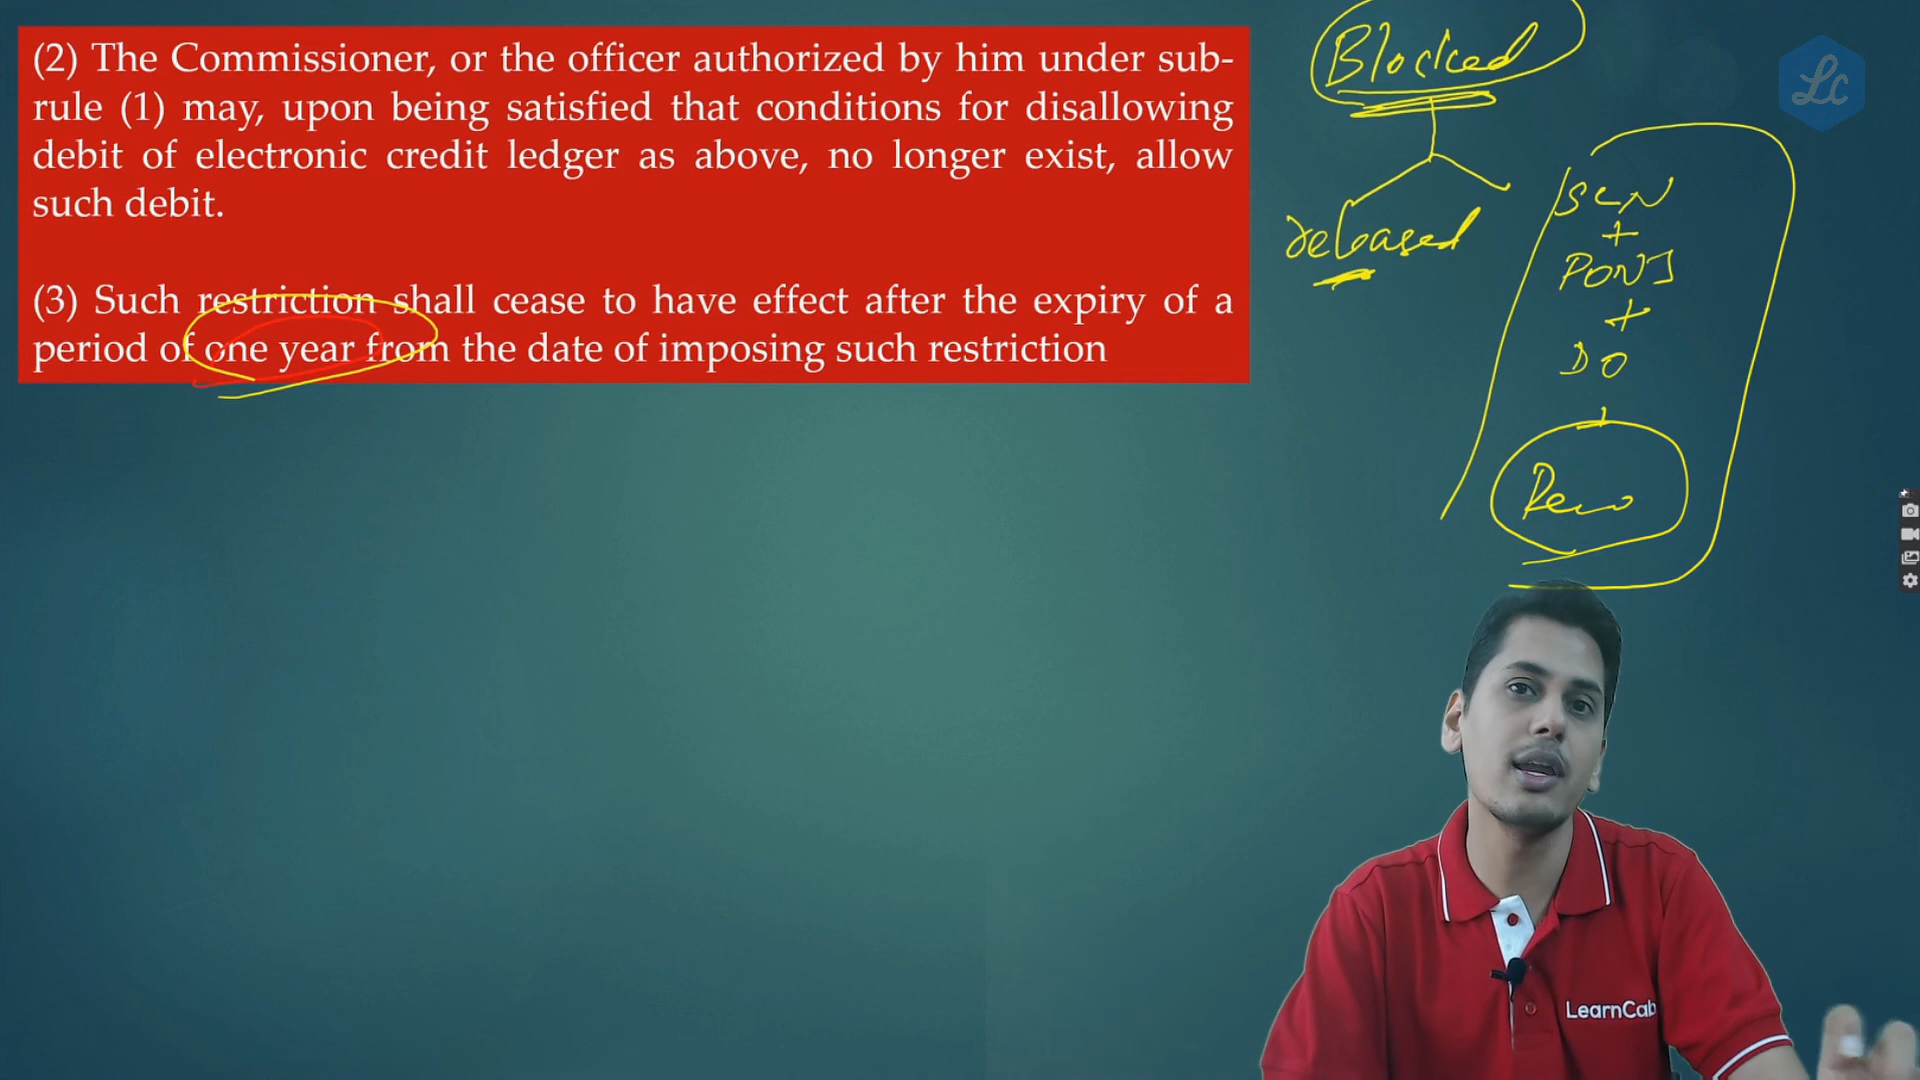 (2) The Commissioner, or the officer authorized by him under sub-
rule (1) may, upon being satisfied that conditions for disallowing
debit of electronic credit ledger as above, no longer exist, allow
such debit.
(3) Such restriction shall cease to have effect after the expiry of a
period of one year from the date of imposing such restriction
Blocked
released
SCN
+
PONJ
+
DO
+
Lc
LearnCab